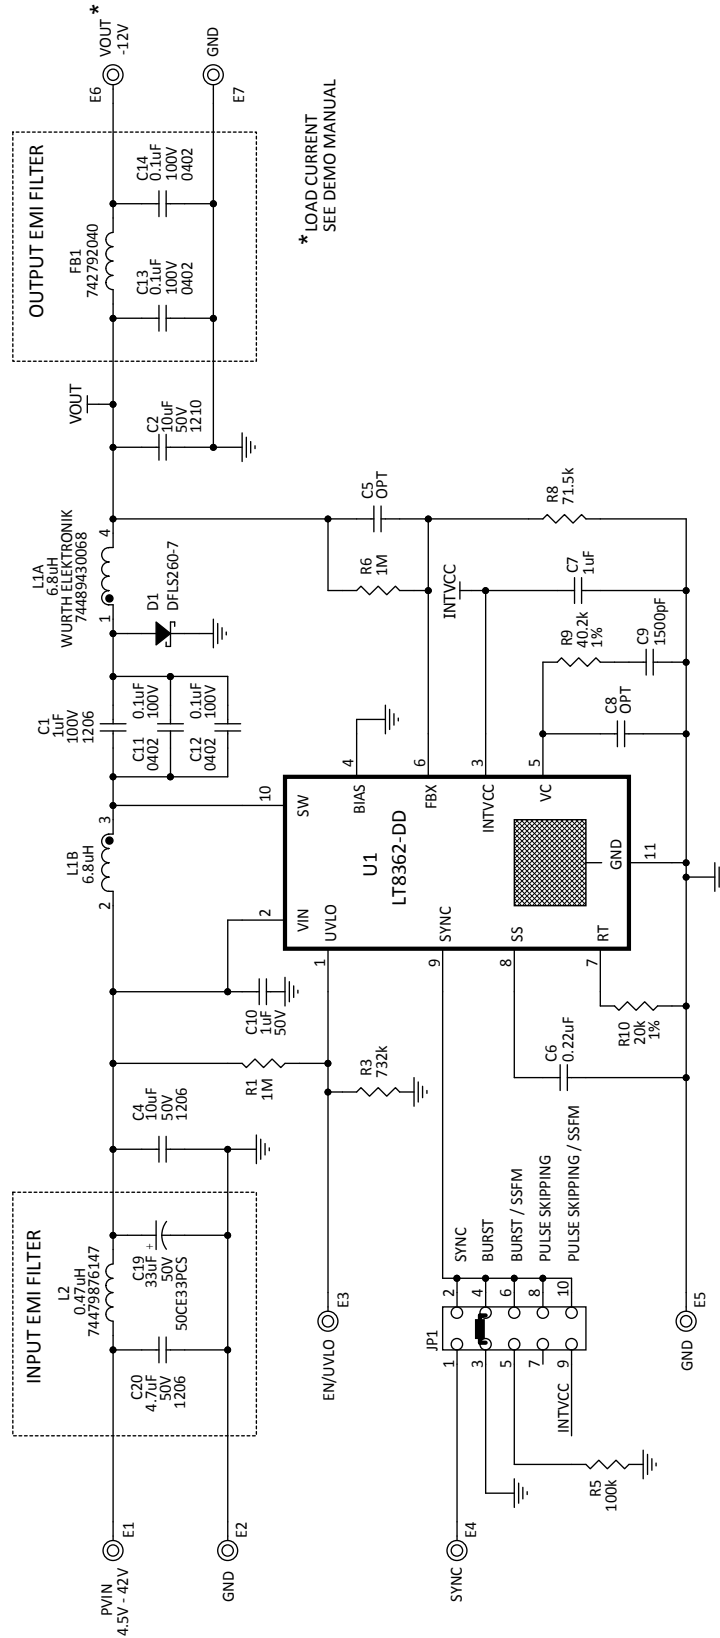 PVIN
4.5V - 42V
E1
GND
E2
INPUT EMI FILTER
L2
0.47uH
74479876147
C20
4.7uF
50V
1206
C19
33uF
50V
50CE33PCS
+
C4
10uF
50V
1206
R1
1M
C10
1uF
50V
L1B
6.8uH
2
3
C1
1uF
100V
1206
C11
0402
0.1uF
100V
C12
0402
0.1uF
100V
D1
DFLS260-7
L1A
6.8uH
WURTH ELEKTRONIK
74489430068
1
4
C2
10uF
50V
1210
VOUT
OUTPUT EMI FILTER
FB1
742792040
C13
0.1uF
100V
0402
C14
0.1uF
100V
0402
E6
VOUT
*
-12V
GND
E7
* LOAD CURRENT
SEE DEMO MANUAL
EN/UVLO
E3
R3
732k
1
UVLO
2
VIN
10
SW
U1
LT8362-DD
BIAS
4
FBX
6
INTVCC
3
VC
5
GND
11
SYNC
9
SS
8
RT
7
R6
1M
C5
OPT
R8
71.5k
INTVCC
C7
1uF
R9
40.2k
1%
C9
1500pF
C8
OPT
R10
20k
1%
C6
0.22uF
SYNC
E4
JP1
1
2
SYNC
3
4
BURST
5
6
BURST / SSFM
7
8
PULSE SKIPPING
9
10
PULSE SKIPPING / SSFM
INTVCC
R5
100k
GND
E5